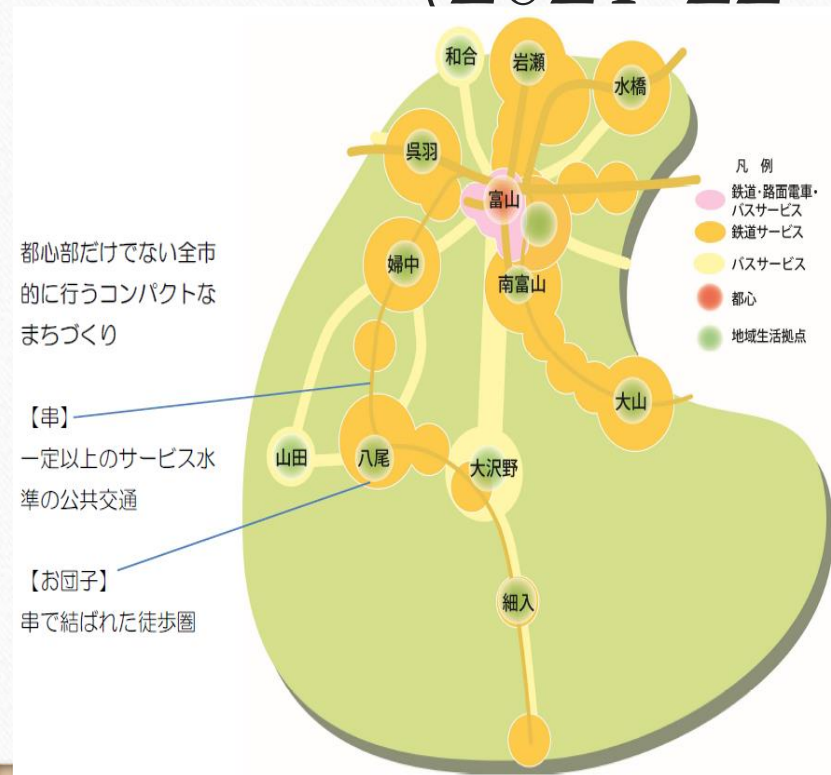 都心部だけでない全市
的に行うコンパクトな
まちづくり
【串】
一定以上のサービス水
準の公共交通
【お団子】
串で結ばれた徒歩圏
和合
岩瀬
水橋
呉羽
富山
婦中
南富山
大山
山田
八尾
大沢野
細入
凡 例
鉄道・路面電車・
バスサービス
鉄道サービス
バスサービス
都心
地域生活拠点